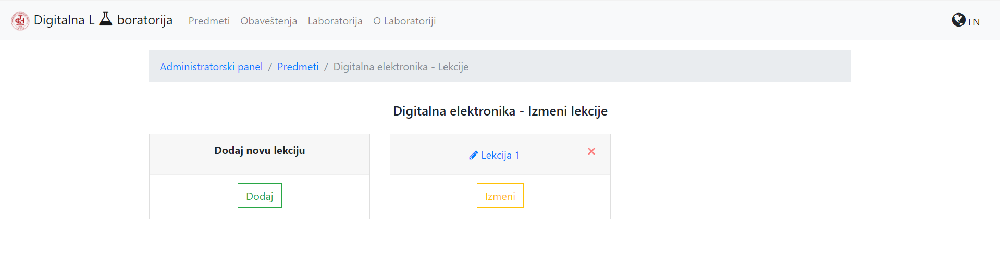 Digitalna L boratorija Predmeti Obaveštenja Laboratorija O Laboratoriji EN
Administratorski panel / Predmeti / Digitalna elektronika - Lekcije
Digitalna elektronika - Izmeni lekcije
Dodaj novu lekciju
Dodaj
Lekcija 1
Izmeni